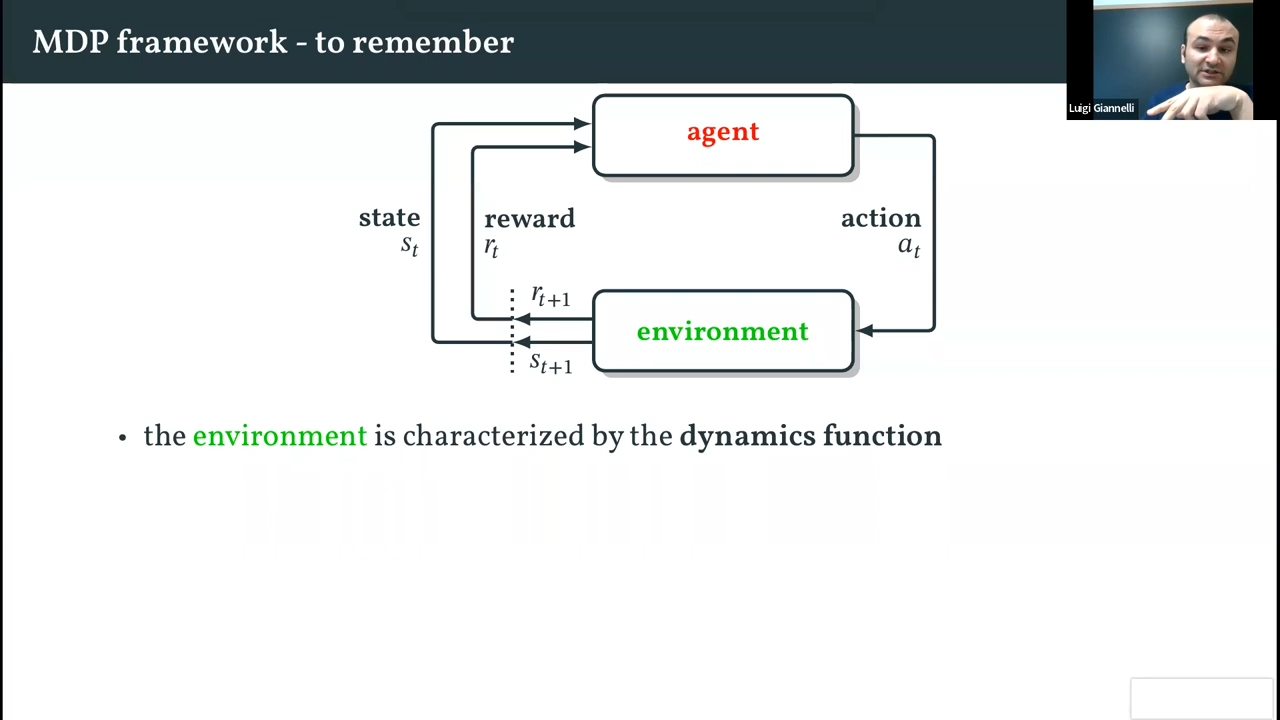 MDP framework - to remember
Luigi Giannelli
agent
state
s_t
reward
r_t
action
a_t
r_{t+1}
environment
s_{t+1}
• the environment is characterized by the dynamics function